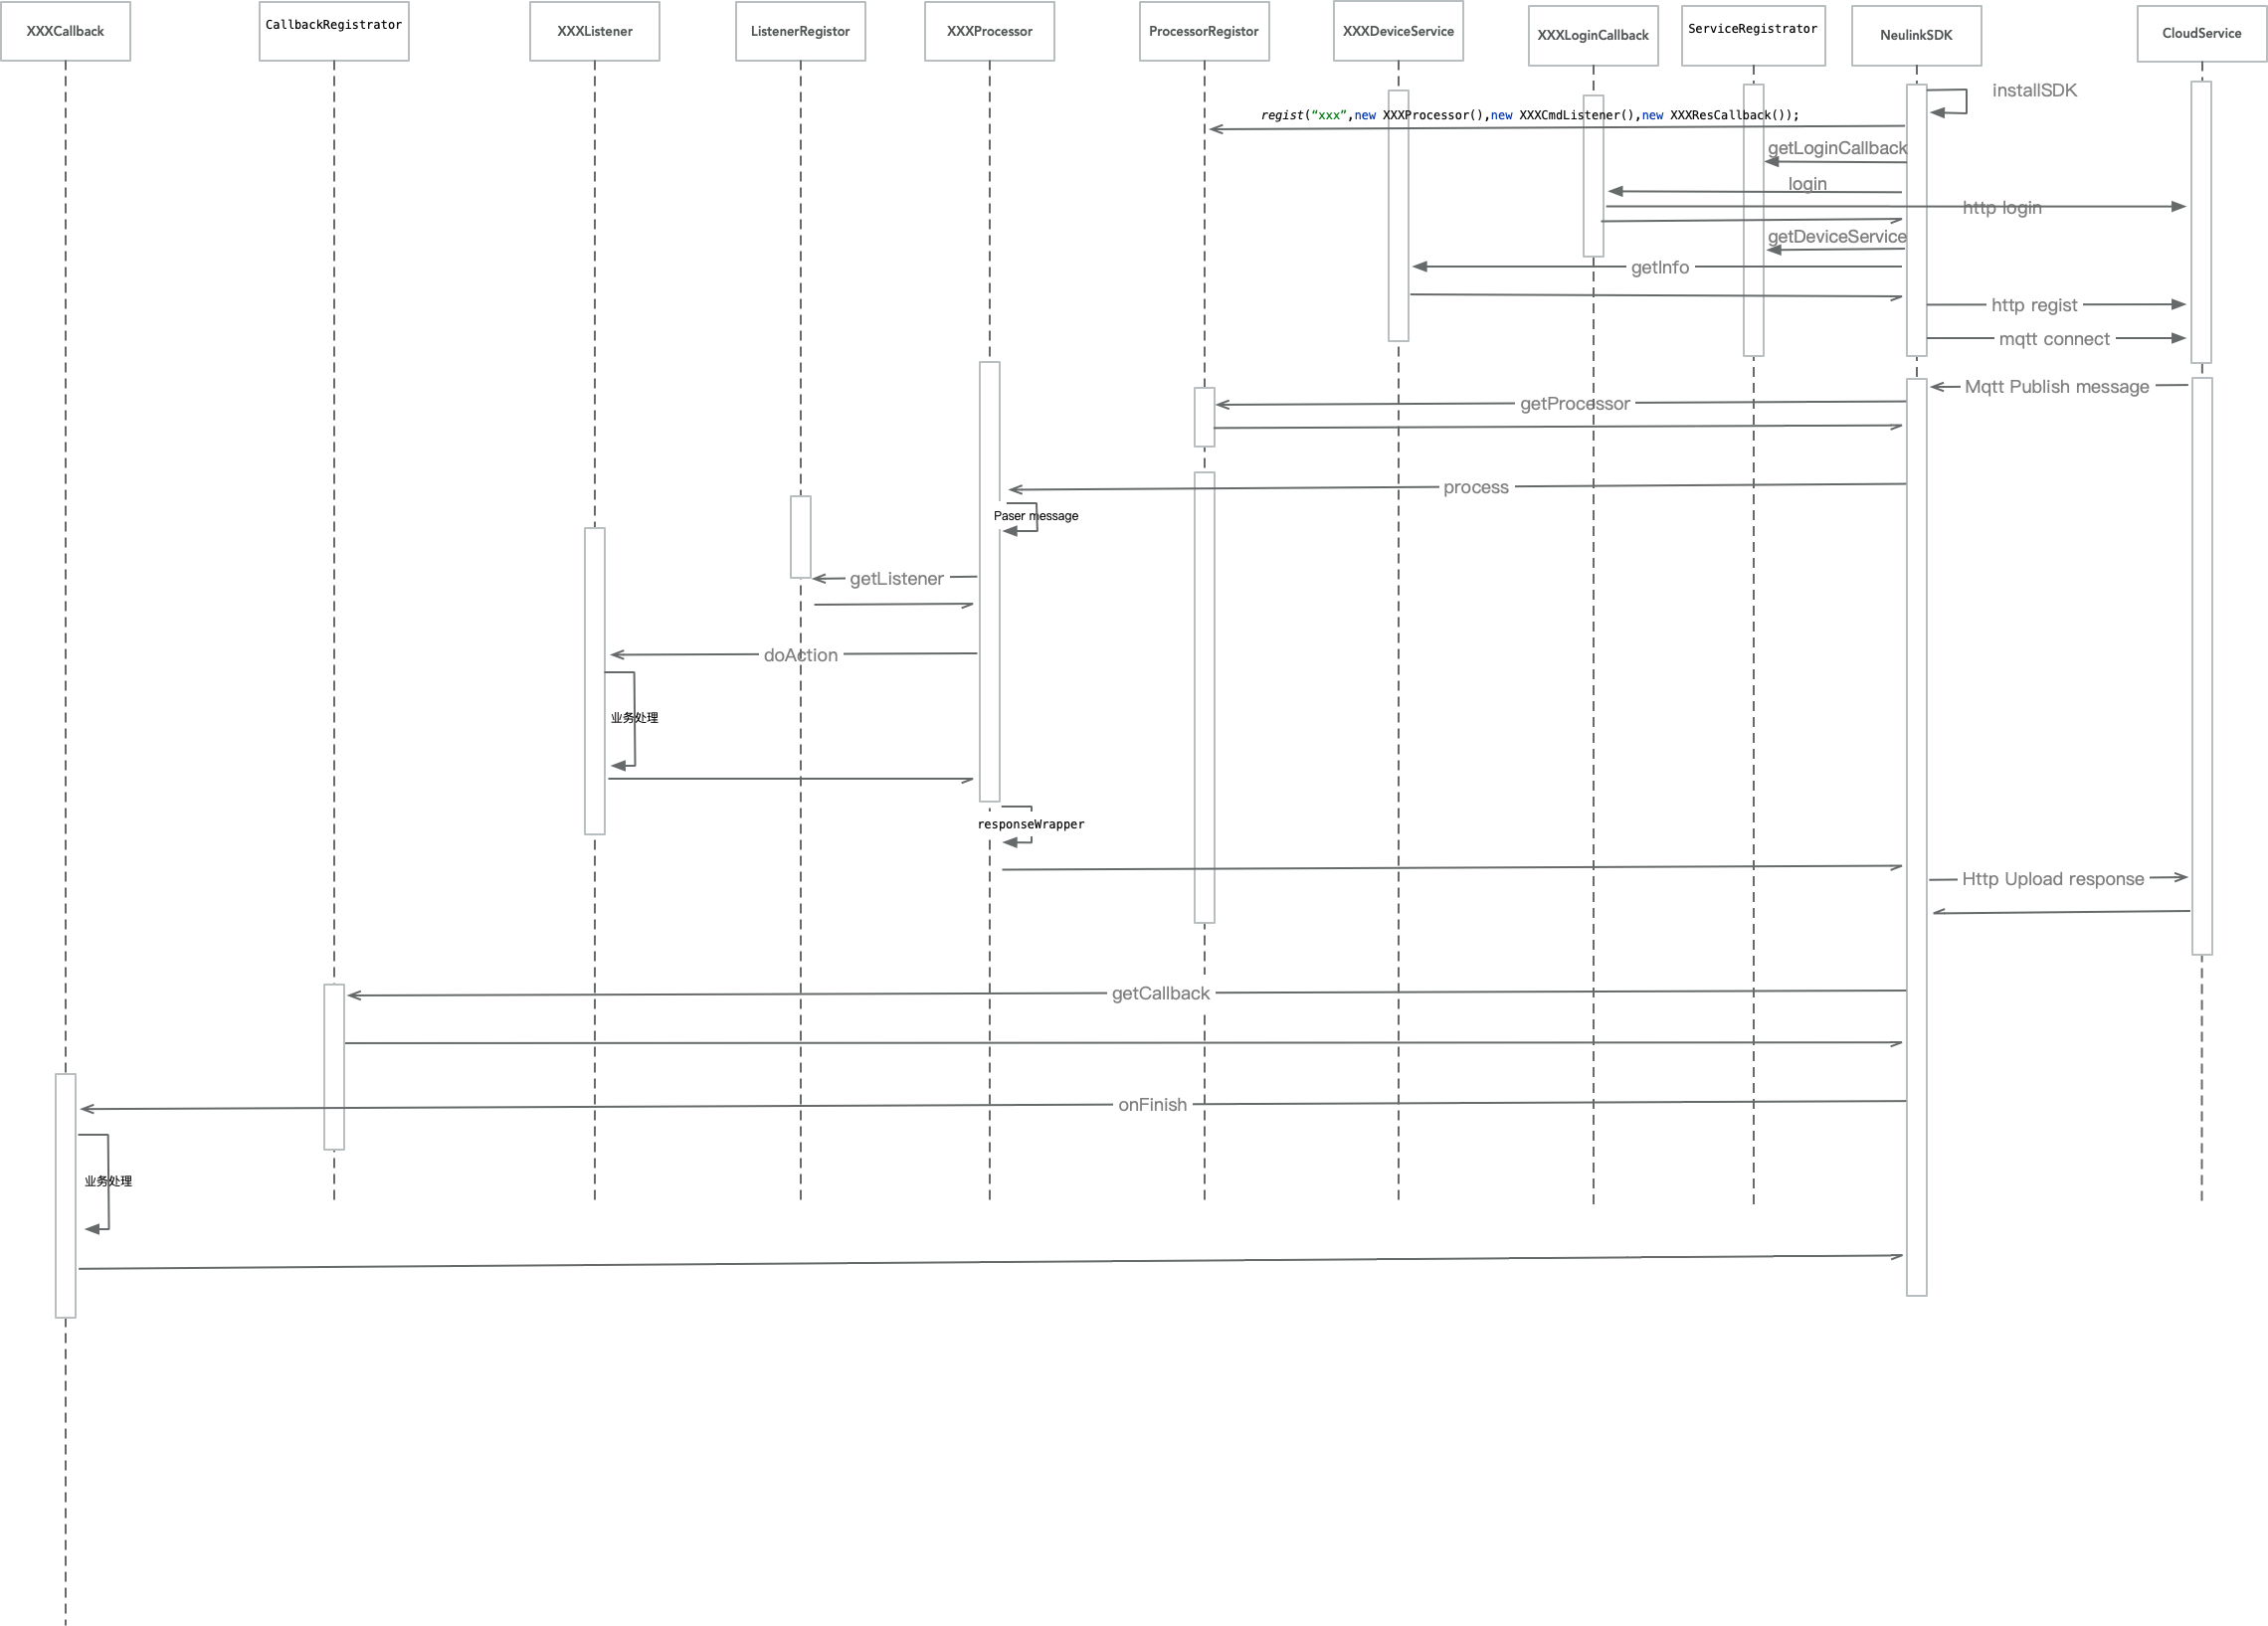 XXXCallback
CallbackRegistrator
XXXListener
ListenerRegistor
XXXProcessor
ProcessorRegistor
XXXDeviceService
XXXLoginCallback
ServiceRegistrator
NeulinkSDK
CloudService
installSDK
regist(“xxx”,new XXXProcessor(),new XXXCmdListener(),new XXXResCallback());
getLoginCallback
login
http login
getDeviceService
getInfo
http regist
mqtt connect
Mqtt Publish message
getProcessor
process
Paser message
getListener
doAction
业务处理
responseWrapper
Http Upload response
getCallback
onFinish
业务处理